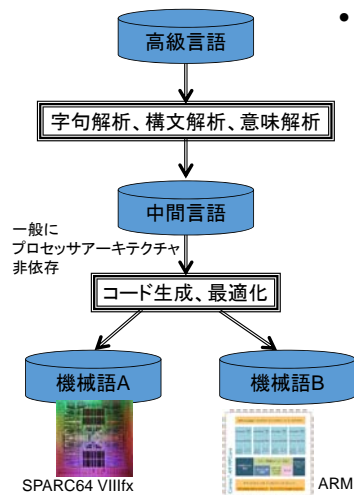 •
高級言語
字句解析、構文解析、意味解析
中間言語
一般に
プロセッサアーキテクチャ
非依存
コード生成、最適化
機械語A
機械語B
SPARC64 VIIIfx
ARM